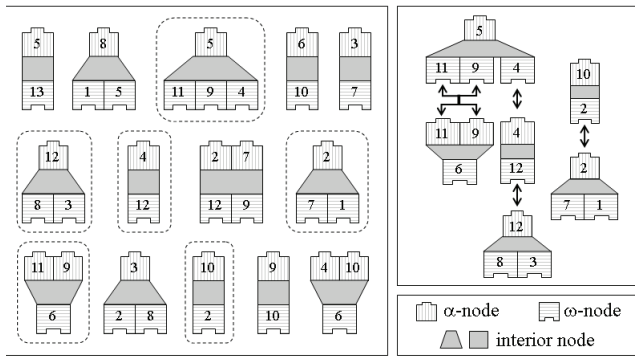 5 8 5 6 3
13 1 5 11 9 4 10 7
12 4 2 7 2
8 3 12 12 9 7 1
11 9 3 10 9 4 10
6 2 8 2 10 6
5
11 9 4
10
2
11 9 4
6 12
2
7 1
12
8 3
α-node ω-node
interior node